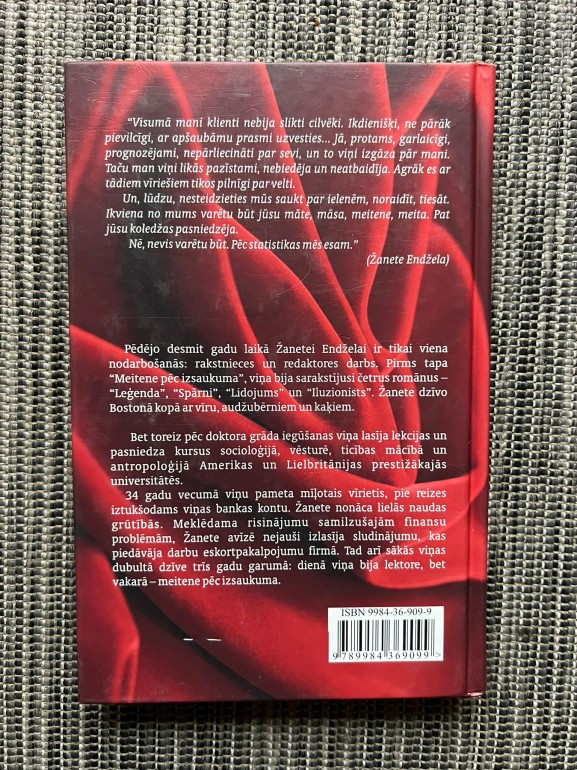 “Visumā mani klienti nebija slikti cilvēki. Ikdienišķi, ne pārāk
pievilcīgi, ar apšaubāmu prasmi uzvesties... Jā, protams, garlaicīgi,
prognozējami, nepārliecināti par sevi, un to viņi izgāza pār mani.
Taču man viņi likās pazīstami, nebiedēja un neatbaidīja. Agrāk es ar
tādiem vīriešiem tikos pilnīgi par velti.
Un, lūdzu, nesteidzieties mūs saukt par ielenēm, noraidīt, tiesāt.
Ikviena no mums varētu būt jūsu māte, māsa, meitene, meita. Pat
jūsu koledžas pasniedzēja.
Nē, nevis varētu būt. Pēc statistikas mēs esam.”
(Žanete Endžela)
Pēdējo desmit gadu laikā Žanetei Endželai ir tikai viena
nodarbošanās: rakstnieces un redaktores darbs. Pirms tapa
“Meitene pēc izsaukuma”, viņa bija sarakstījusi četrus romānus –
“Leģenda”, “Spārni”, “Lidojums” un “Iluzionists”. Žanete dzīvo
Bostonā kopā ar vīru, audžubērniem un kaķiem.
Bet toreiz pēc doktora grāda iegūšanas viņa lasīja lekcijas un
pasniedza kursus socioloģijā, vēsturē, ticības mācībā un
antropoloģijā Amerikas un Lielbritānijas prestižākajās
universitātēs.
34 gadu vecumā viņu pameta mīļotais vīrietis, pie reizes
iztukšodams viņas bankas kontu. Žanete nonāca lielās naudas
grūtībās. Meklēdama risinājumu samilzušajām finansu
problēmām, Žanete avīzē nejauši izlasīja sludinājumu, kas
piedāvāja darbu eskortpakalpojumu firmā. Tad arī sākās viņas
dubultā dzīve trīs gadu garumā: dienā viņa bija lektore, bet
vakarā – meitene pēc izsaukuma.
ISBN 9984-36-909-9
9 789984 369099 >